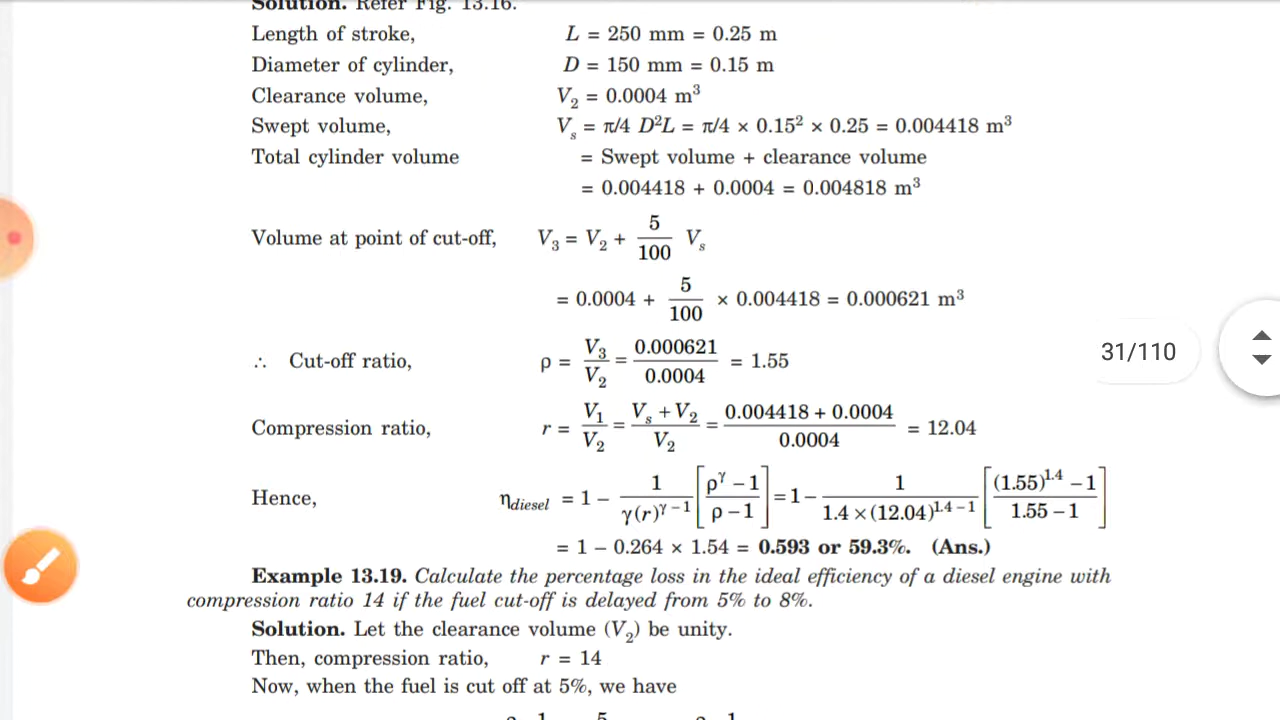 Solution. Refer Fig. 13.16.
Length of stroke, L = 250 mm = 0.25 m
Diameter of cylinder, D = 150 mm = 0.15 m
Clearance volume, V₂ = 0.0004 m³
Swept volume, Vₛ = π/4 D²L = π/4 × 0.15² × 0.25 = 0.004418 m³
Total cylinder volume = Swept volume + clearance volume
= 0.004418 + 0.0004 = 0.004818 m³
Volume at point of cut-off, V₃ = V₂ + 5/100 Vₛ
= 0.0004 + 5/100 × 0.004418 = 0.000621 m³
∴ Cut-off ratio, ρ = V₃/V₂ = 0.000621/0.0004 = 1.55
31/110
Compression ratio, r = V₁/V₂ = (Vₛ + V₂)/V₂ = (0.004418 + 0.0004)/0.0004 = 12.04
Hence, η_diesel = 1 − 1/(γ(r)^(γ − 1)) [(ρ^γ − 1)/(ρ − 1)] = 1 − 1/(1.4 × (12.04)^(1.4 − 1)) [((1.55)^1.4 − 1)/(1.55 − 1)]
= 1 − 0.264 × 1.54 = 0.593 or 59.3%. (Ans.)
Example 13.19. Calculate the percentage loss in the ideal efficiency of a diesel engine with
compression ratio 14 if the fuel cut-off is delayed from 5% to 8%.
Solution. Let the clearance volume (V₂) be unity.
Then, compression ratio, r = 14
Now, when the fuel is cut off at 5%, we have